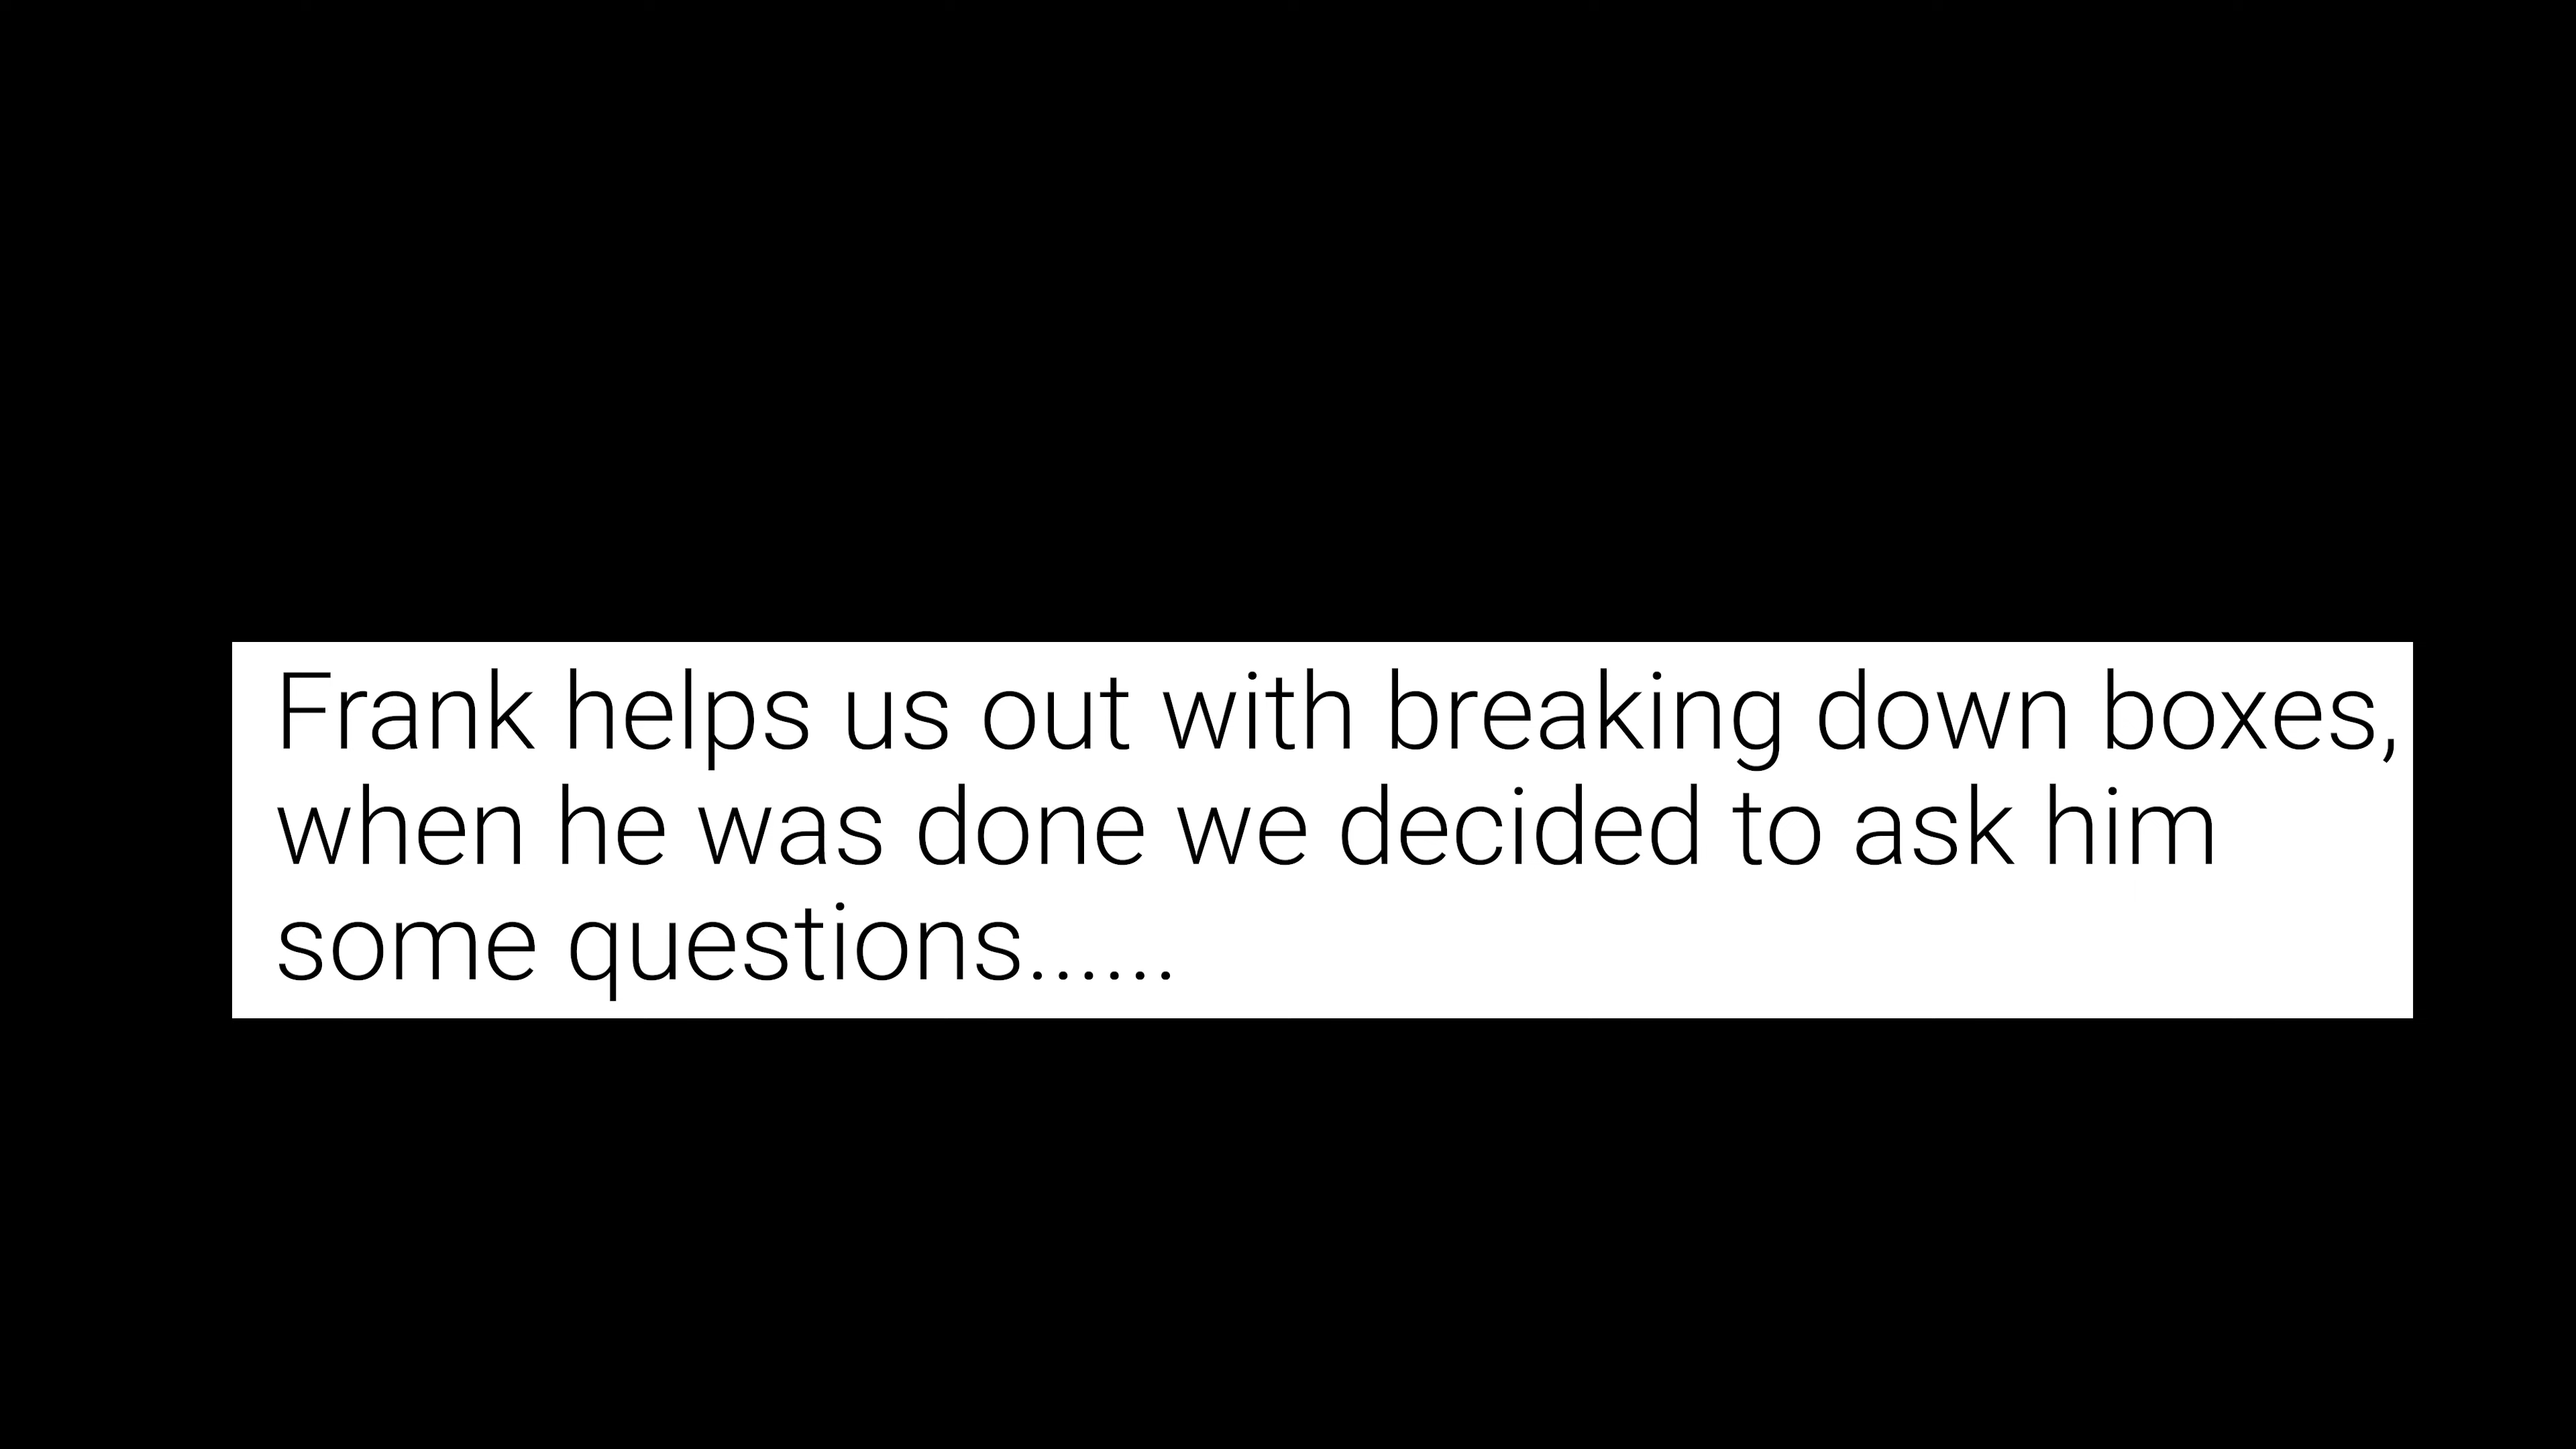 Frank helps us out with breaking down boxes,
when he was done we decided to ask him
some questions......